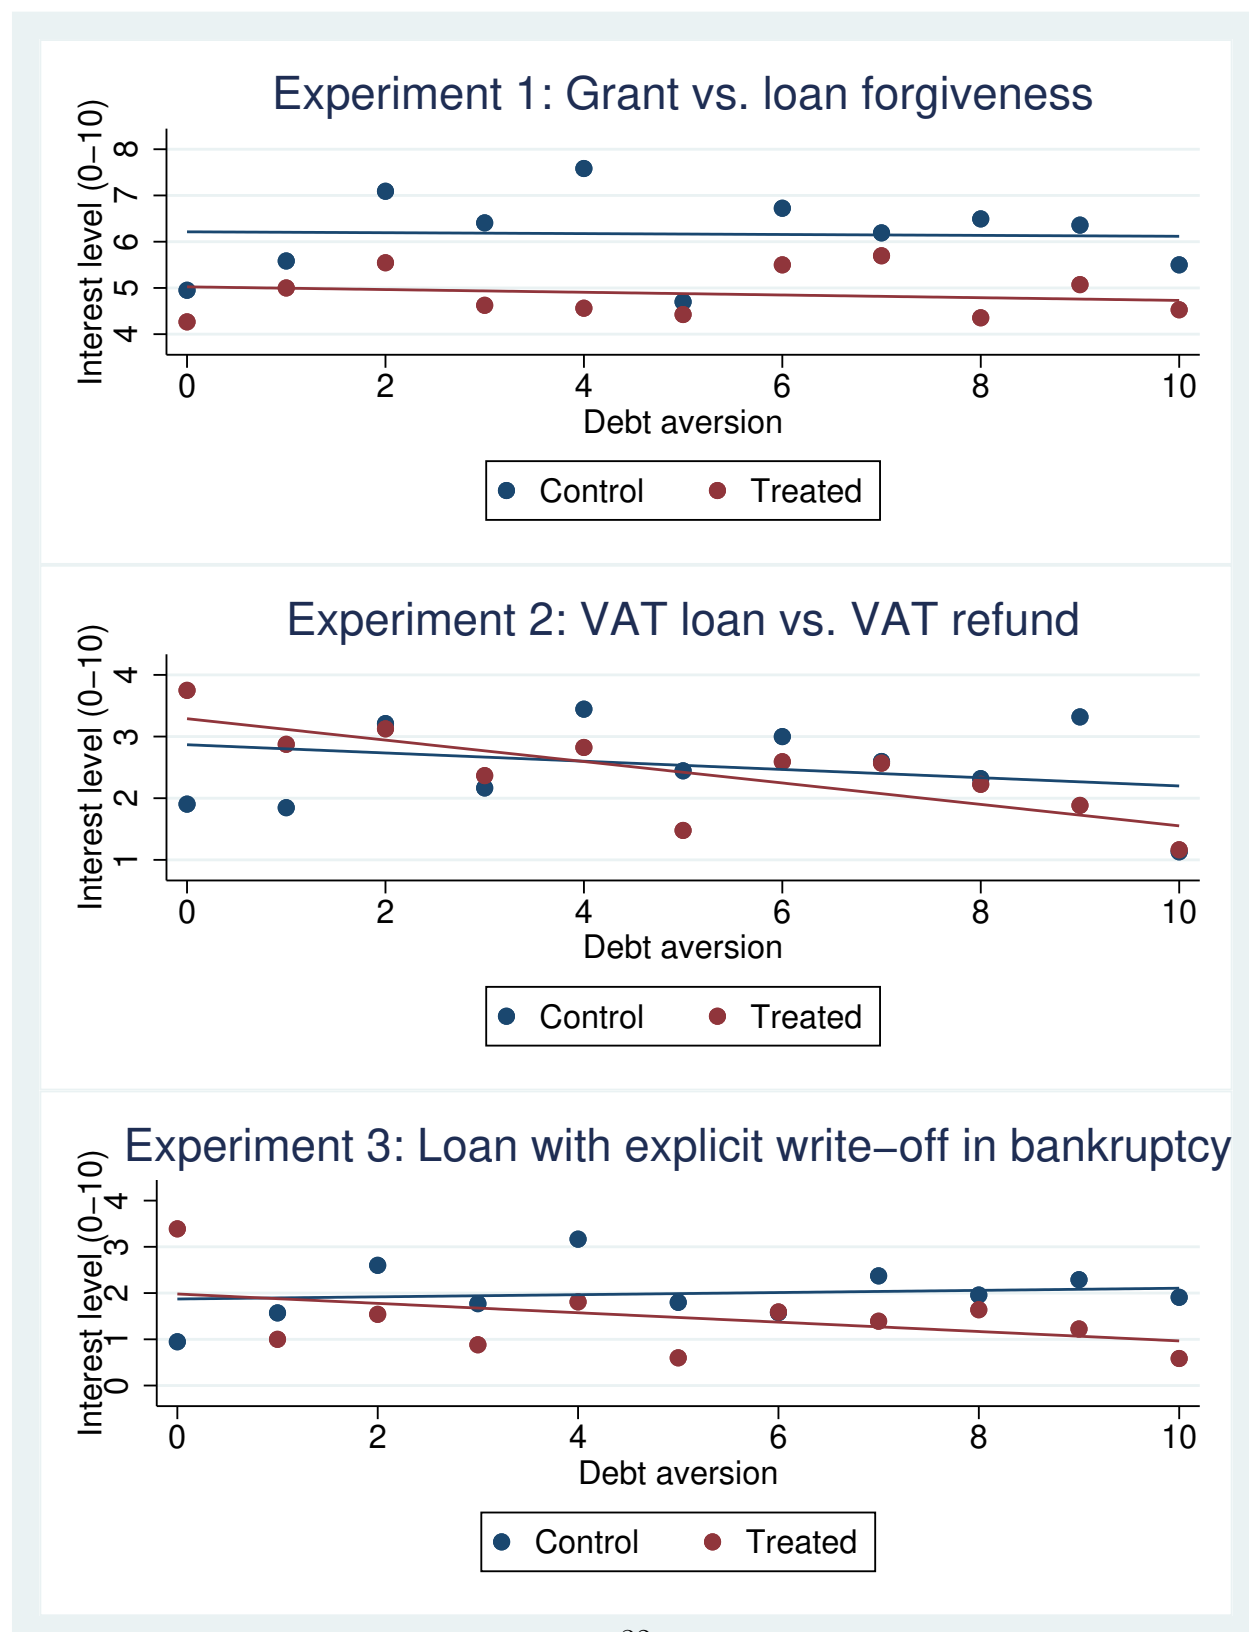 Experiment 1: Grant vs. loan forgiveness
Interest level (0–10)
8
7
6
5
4
0 2 4 6 8 10
Debt aversion
Control Treated
Experiment 2: VAT loan vs. VAT refund
Interest level (0–10)
4
3
2
1
0 2 4 6 8 10
Debt aversion
Control Treated
Experiment 3: Loan with explicit write–off in bankruptcy
Interest level (0–10)
4
3
2
1
0
0 2 4 6 8 10
Debt aversion
Control Treated